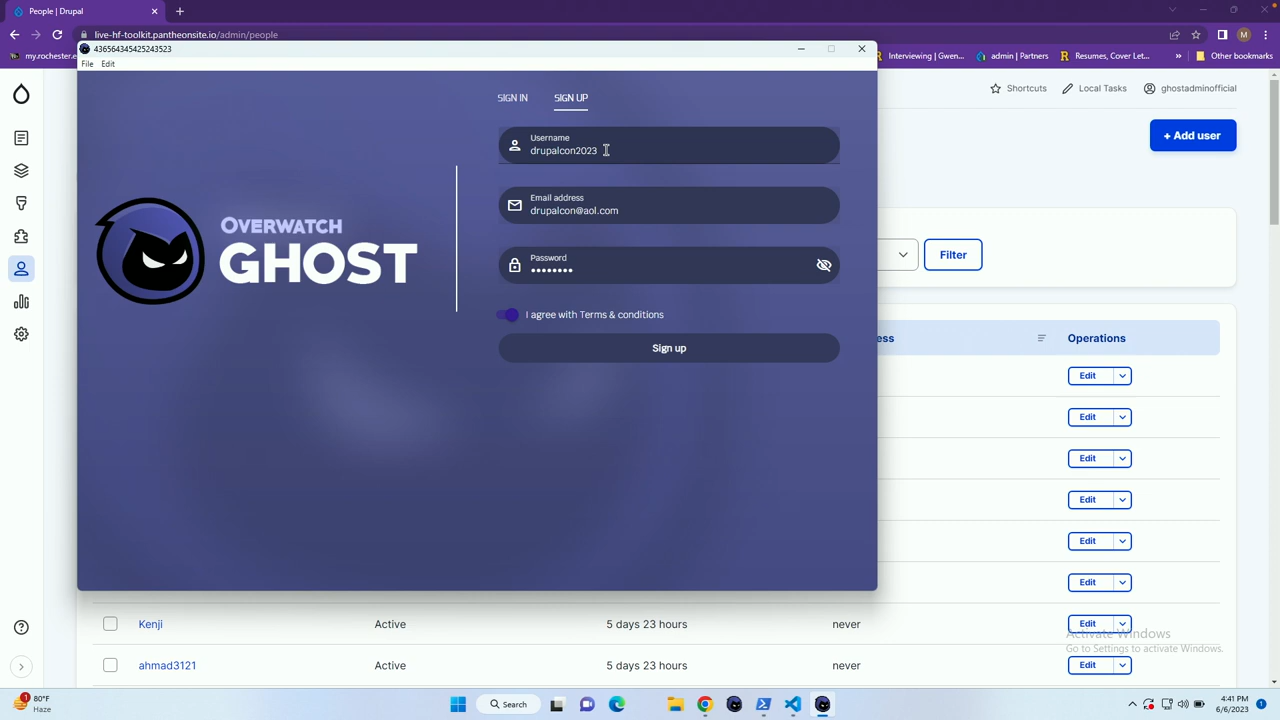 People | Drupal
live-hf-toolkit.pantheonsite.io/admin/people
my.rochester
Interviewing | Gwen...
admin | Partners
Resumes, Cover Let...
Other bookmarks
436564345425243523
File Edit
Shortcuts
Local Tasks
ghostadminofficial
+ Add user
SIGN IN
SIGN UP
Username
drupalcon2023
Email address
drupalcon@aol.com
Password
I agree with Terms & conditions
Sign up
OVERWATCH
GHOST
Filter
ess
Operations
Edit
Edit
Edit
Edit
Edit
Edit
Kenji
Active
5 days 23 hours
never
Edit
ahmad3121
Active
5 days 23 hours
never
Edit
Activate Windows
Go to Settings to activate Windows.
1
80°F
Haze
Search
4:41 PM
6/6/2023
1